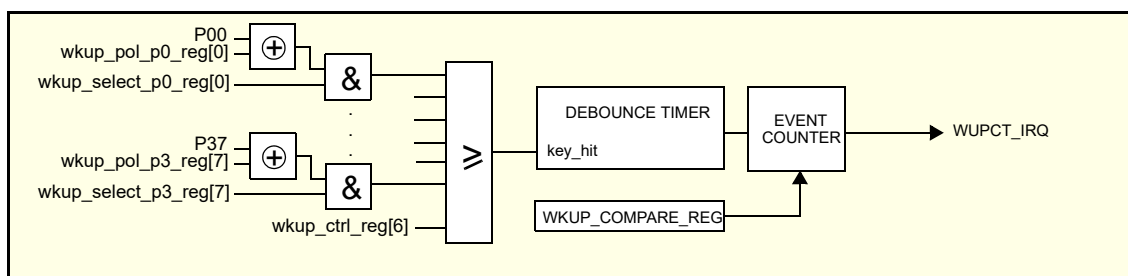 P00
wkup_pol_p0_reg[0]
wkup_select_p0_reg[0]
&
P37
wkup_pol_p3_reg[7]
wkup_select_p3_reg[7]
&
wkup_ctrl_reg[6]
≥
DEBOUNCE TIMER
key_hit
EVENT
COUNTER
WUPCT_IRQ
WKUP_COMPARE_REG